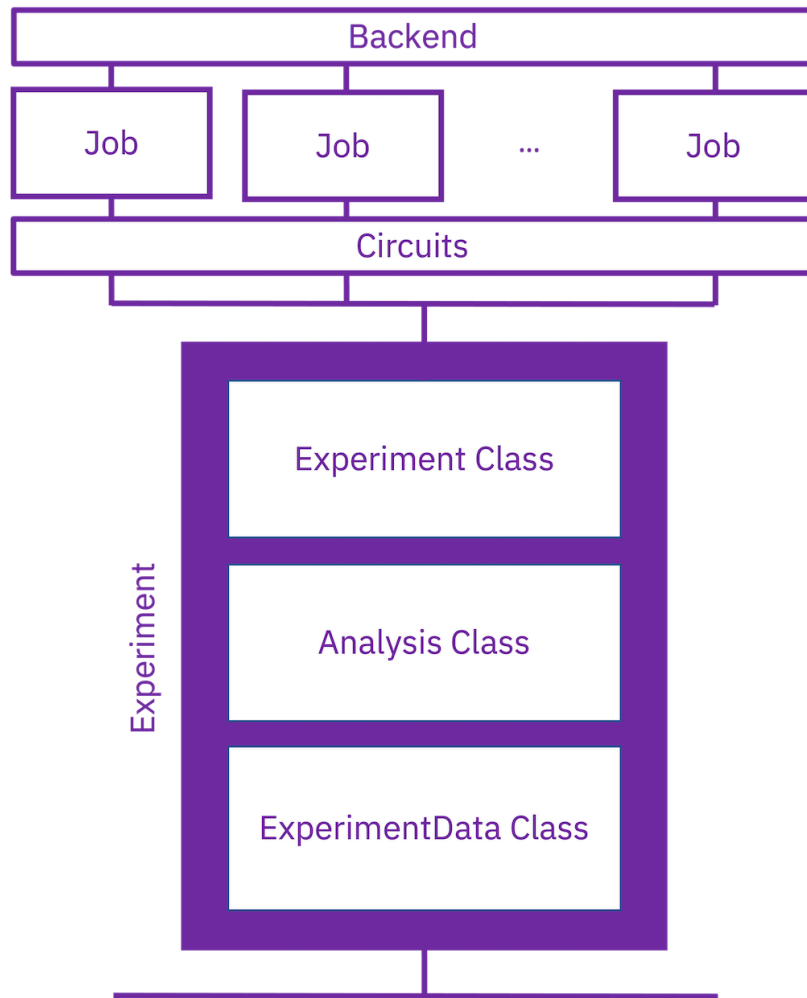 Backend
Job
Job
...
Job
Circuits
Experiment Class
Experiment
Analysis Class
ExperimentData Class